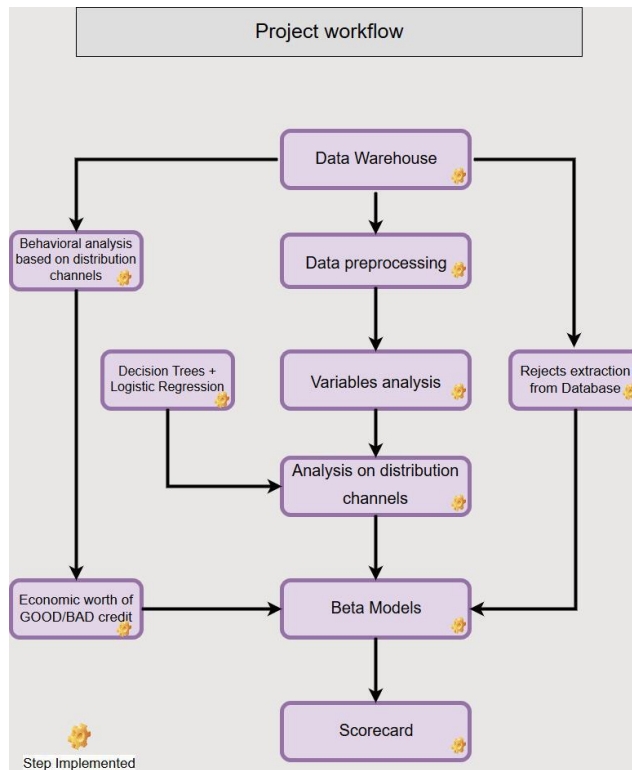 Project workflow
Data Warehouse
Behavioral analysis
based on distribution
channels
Data preprocessing
Decision Trees +
Logistic Regression
Variables analysis
Rejects extraction
from Database
Analysis on distribution
channels
Economic worth of
GOOD/BAD credit
Beta Models
Scorecard
Step Implemented